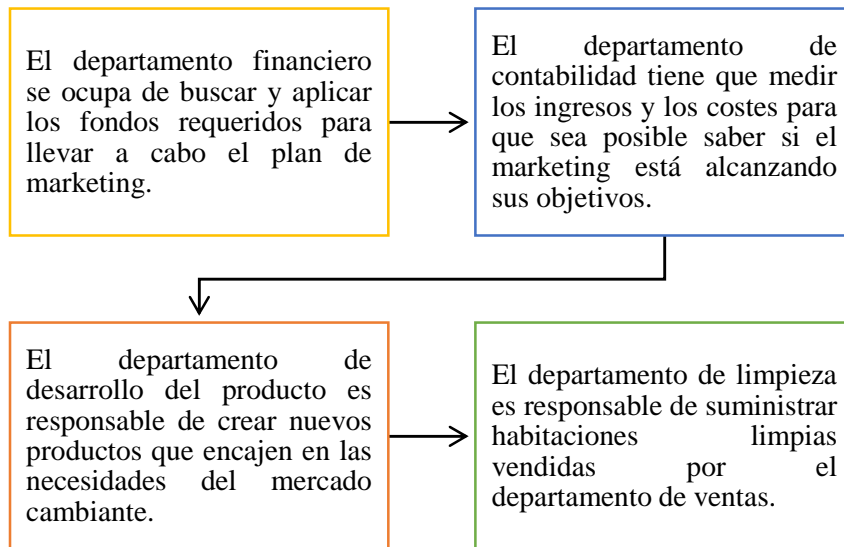 El departamento financiero
se ocupa de buscar y aplicar
los fondos requeridos para
llevar a cabo el plan de
marketing.
El departamento de
contabilidad tiene que medir
los ingresos y los costes para
que sea posible saber si el
marketing está alcanzando
sus objetivos.
El departamento de
desarrollo del producto es
responsable de crear nuevos
productos que encajen en las
necesidades del mercado
cambiante.
El departamento de limpieza
es responsable de suministrar
habitaciones limpias
vendidas por el
departamento de ventas.